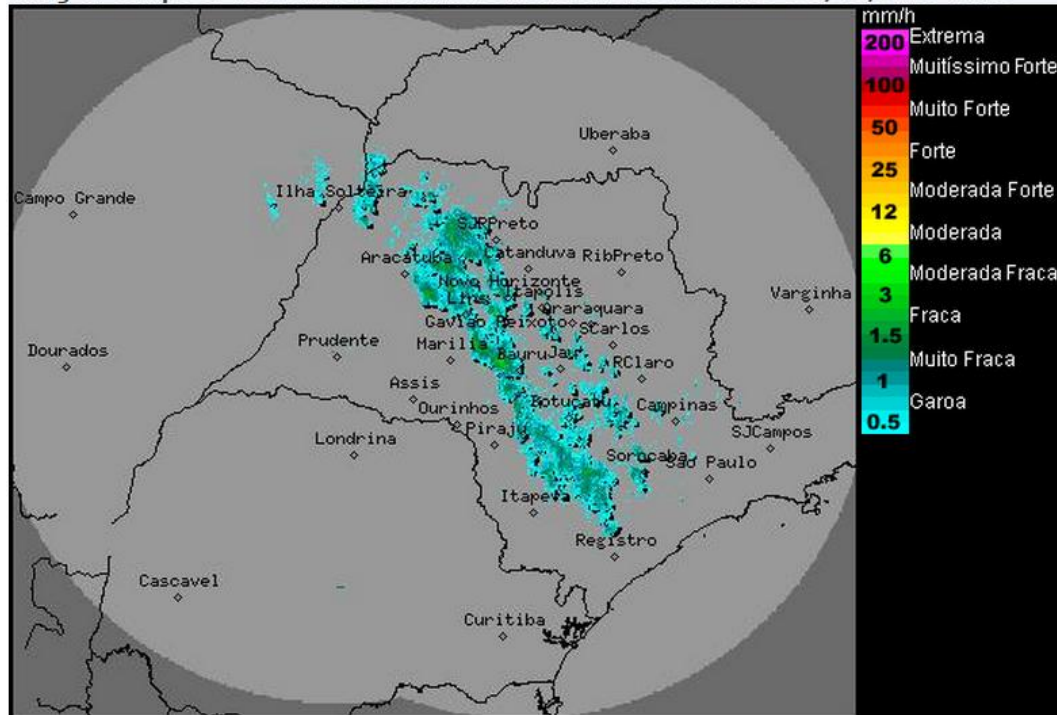 mm/h
200 Extrema
Muitíssimo Forte
100
Muito Forte
50
Forte
25
Moderada Forte
12
Moderada
6
Moderada Fraca
3
Fraca
1.5
Muito Fraca
1
Garoa
0.5
Uberaba
Campo Grande
Ilha Solteira
SJRPreto
Catanduva
RibPreto
Aracatuba
Novo Horizonte
Itapolis
Lins
Araraquara
Varginha
Gaviao Peixoto
SCarlos
Dourados
Prudente
Marilia
Bauru
Jau
RClaro
Assis
Botucatu
Campinas
Ourinhos
Piraju
SJCampos
Londrina
Sorocaba
Sao Paulo
Itapeva
Registro
Cascavel
Curitiba